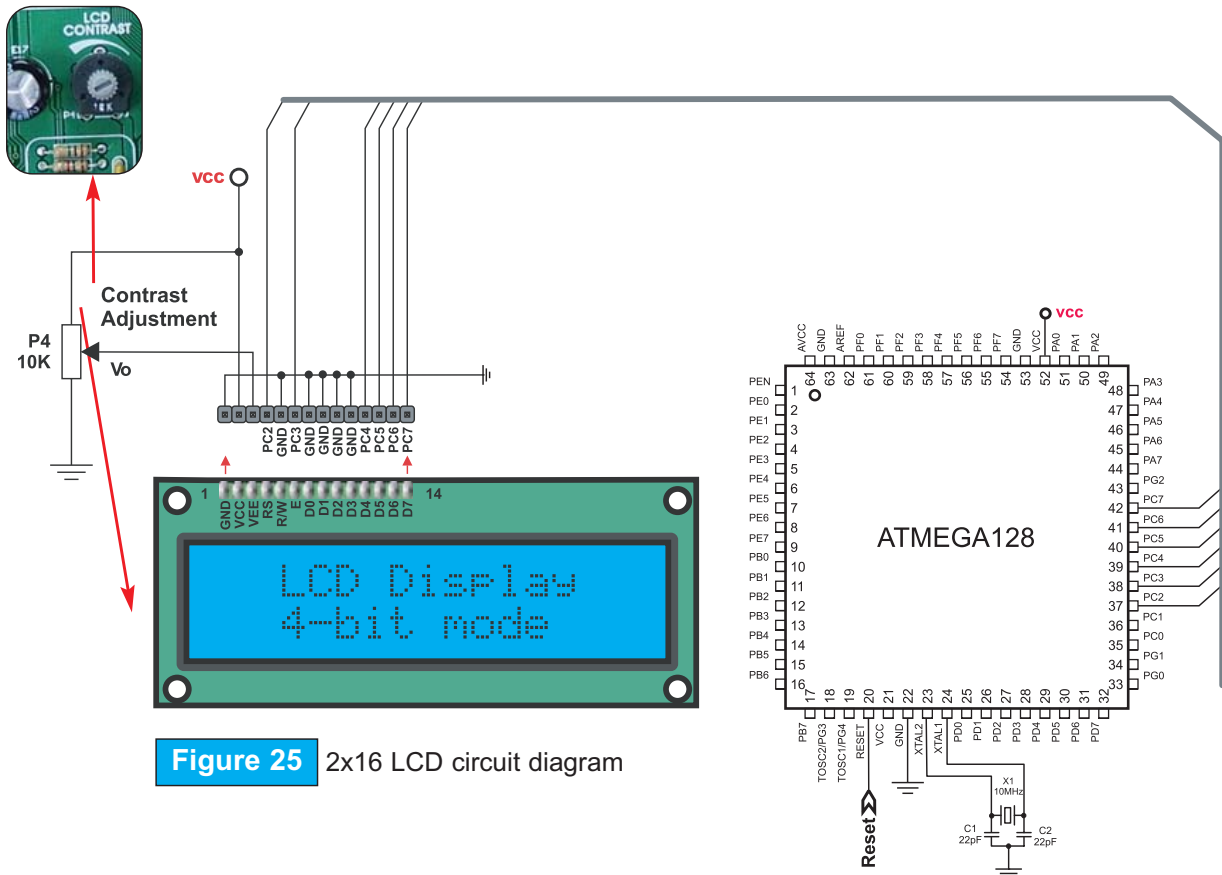 LCD
CONTRAST
E17
vcc
Contrast
Adjustment
P4
10K
Vo
PC2
GND
PC3
GND
GND
GND
GND
PC4
PC5
PC6
PC7
1
14
GND
VCC
VEE
RS
R/W
E
D0
D1
D2
D3
D4
D5
D6
D7
LCD Display
4-bit mode
Figure 25 2x16 LCD circuit diagram
vcc
AVCC
GND
AREF
PF0
PF1
PF2
PF3
PF4
PF5
PF6
PF7
GND
VCC
PA0
PA1
PA2
64
63
62
61
60
59
58
57
56
55
54
53
52
51
50
49
PEN 1
PE0 2
PE1 3
PE2 4
PE3 5
PE4 6
PE5 7
PE6 8
PE7 9
PB0 10
PB1 11
PB2 12
PB3 13
PB4 14
PB5 15
PB6 16
ATMEGA128
48 PA3
47 PA4
46 PA5
45 PA6
44 PA7
43 PG2
42 PC7
41 PC6
40 PC5
39 PC4
38 PC3
37 PC2
36 PC1
35 PC0
34 PG1
33 PG0
17
18
19
20
21
22
23
24
25
26
27
28
29
30
31
32
PB7
TOSC2/PG3
TOSC1/PG4
RESET
VCC
GND
XTAL2
XTAL1
PD0
PD1
PD2
PD3
PD4
PD5
PD6
PD7
Reset
X1
10MHz
C1
22pF
C2
22pF